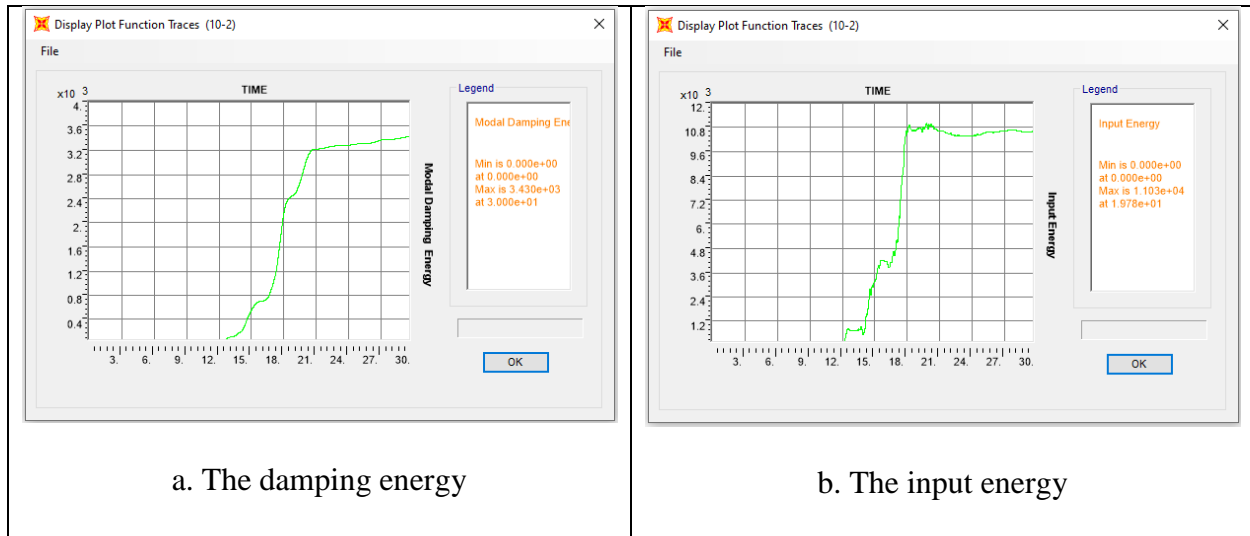 Display Plot Function Traces (10-2)
File
TIME
x10 3
4.
3.6
3.2
2.8
2.4
2.
1.6
1.2
0.8
0.4
3. 6. 9. 12. 15. 18. 21. 24. 27. 30.
Modal Damping Energy
Legend
Modal Damping Ene
Min is 0.000e+00
at 0.000e+00
Max is 3.430e+03
at 3.000e+01
OK
a. The damping energy
Display Plot Function Traces (10-2)
File
TIME
x10 3
12.
10.8
9.6
8.4
7.2
6.
4.8
3.6
2.4
1.2
3. 6. 9. 12. 15. 18. 21. 24. 27. 30.
Input Energy
Legend
Input Energy
Min is 0.000e+00
at 0.000e+00
Max is 1.103e+04
at 1.978e+01
OK
b. The input energy